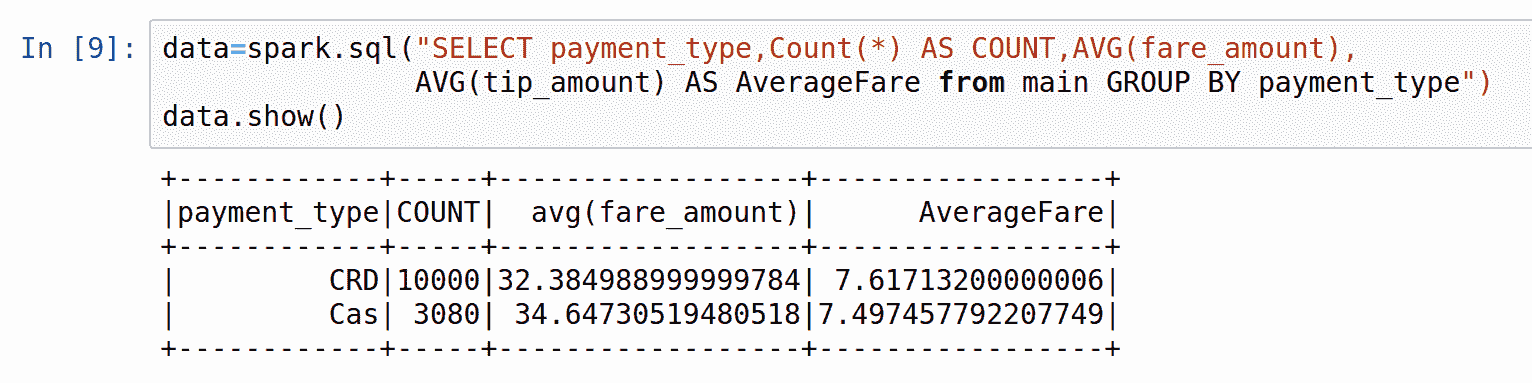 In [9]: data=spark.sql("SELECT payment_type,Count(*) AS COUNT,AVG(fare_amount),
               AVG(tip_amount) AS AverageFare from main GROUP BY payment_type")
data.show()
+------------+-----+------------------+-----------------+
|payment_type|COUNT|  avg(fare_amount)|      AverageFare|
+------------+-----+------------------+-----------------+
|         CRD|10000|32.384988999999784| 7.61713200000006|
|         Cas| 3080| 34.64730519480518|7.497457792207749|
+------------+-----+------------------+-----------------+